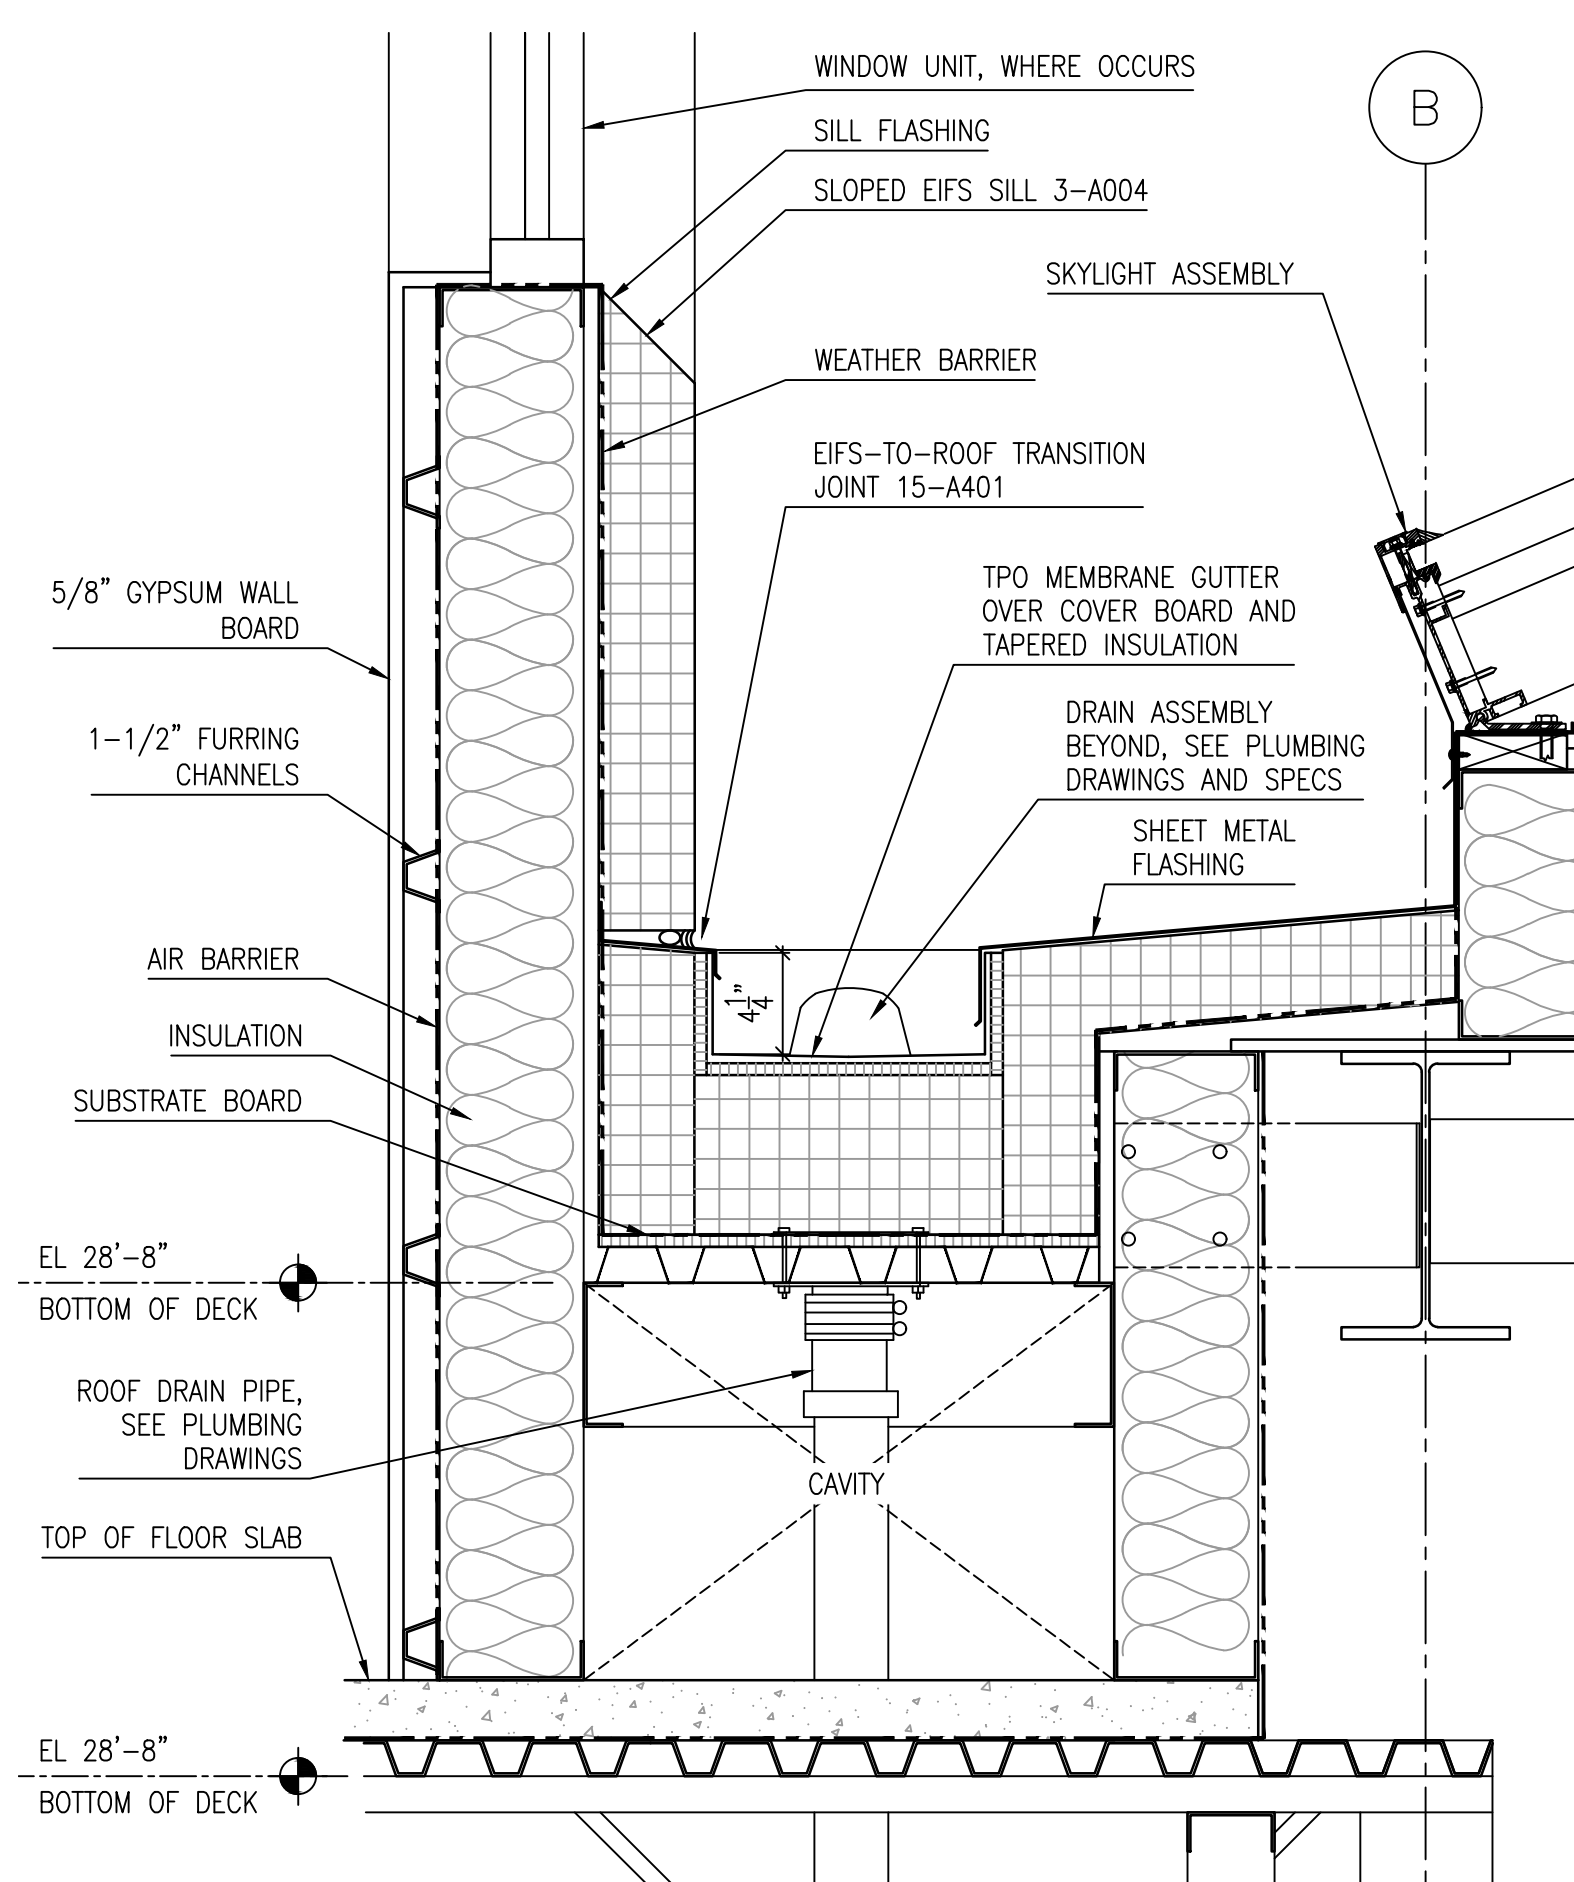 WINDOW UNIT, WHERE OCCURS
B
SILL FLASHING
SLOPED EIFS SILL 3-A004
SKYLIGHT ASSEMBLY
WEATHER BARRIER
EIFS-TO-ROOF TRANSITION
JOINT 15-A401
5/8" GYPSUM WALL
BOARD
TPO MEMBRANE GUTTER
OVER COVER BOARD AND
TAPERED INSULATION
1-1/2" FURRING
CHANNELS
DRAIN ASSEMBLY
BEYOND, SEE PLUMBING
DRAWINGS AND SPECS
SHEET METAL
FLASHING
AIR BARRIER
4 1/4"
INSULATION
SUBSTRATE BOARD
EL 28'-8"
BOTTOM OF DECK
ROOF DRAIN PIPE,
SEE PLUMBING
DRAWINGS
CAVITY
TOP OF FLOOR SLAB
EL 28'-8"
BOTTOM OF DECK